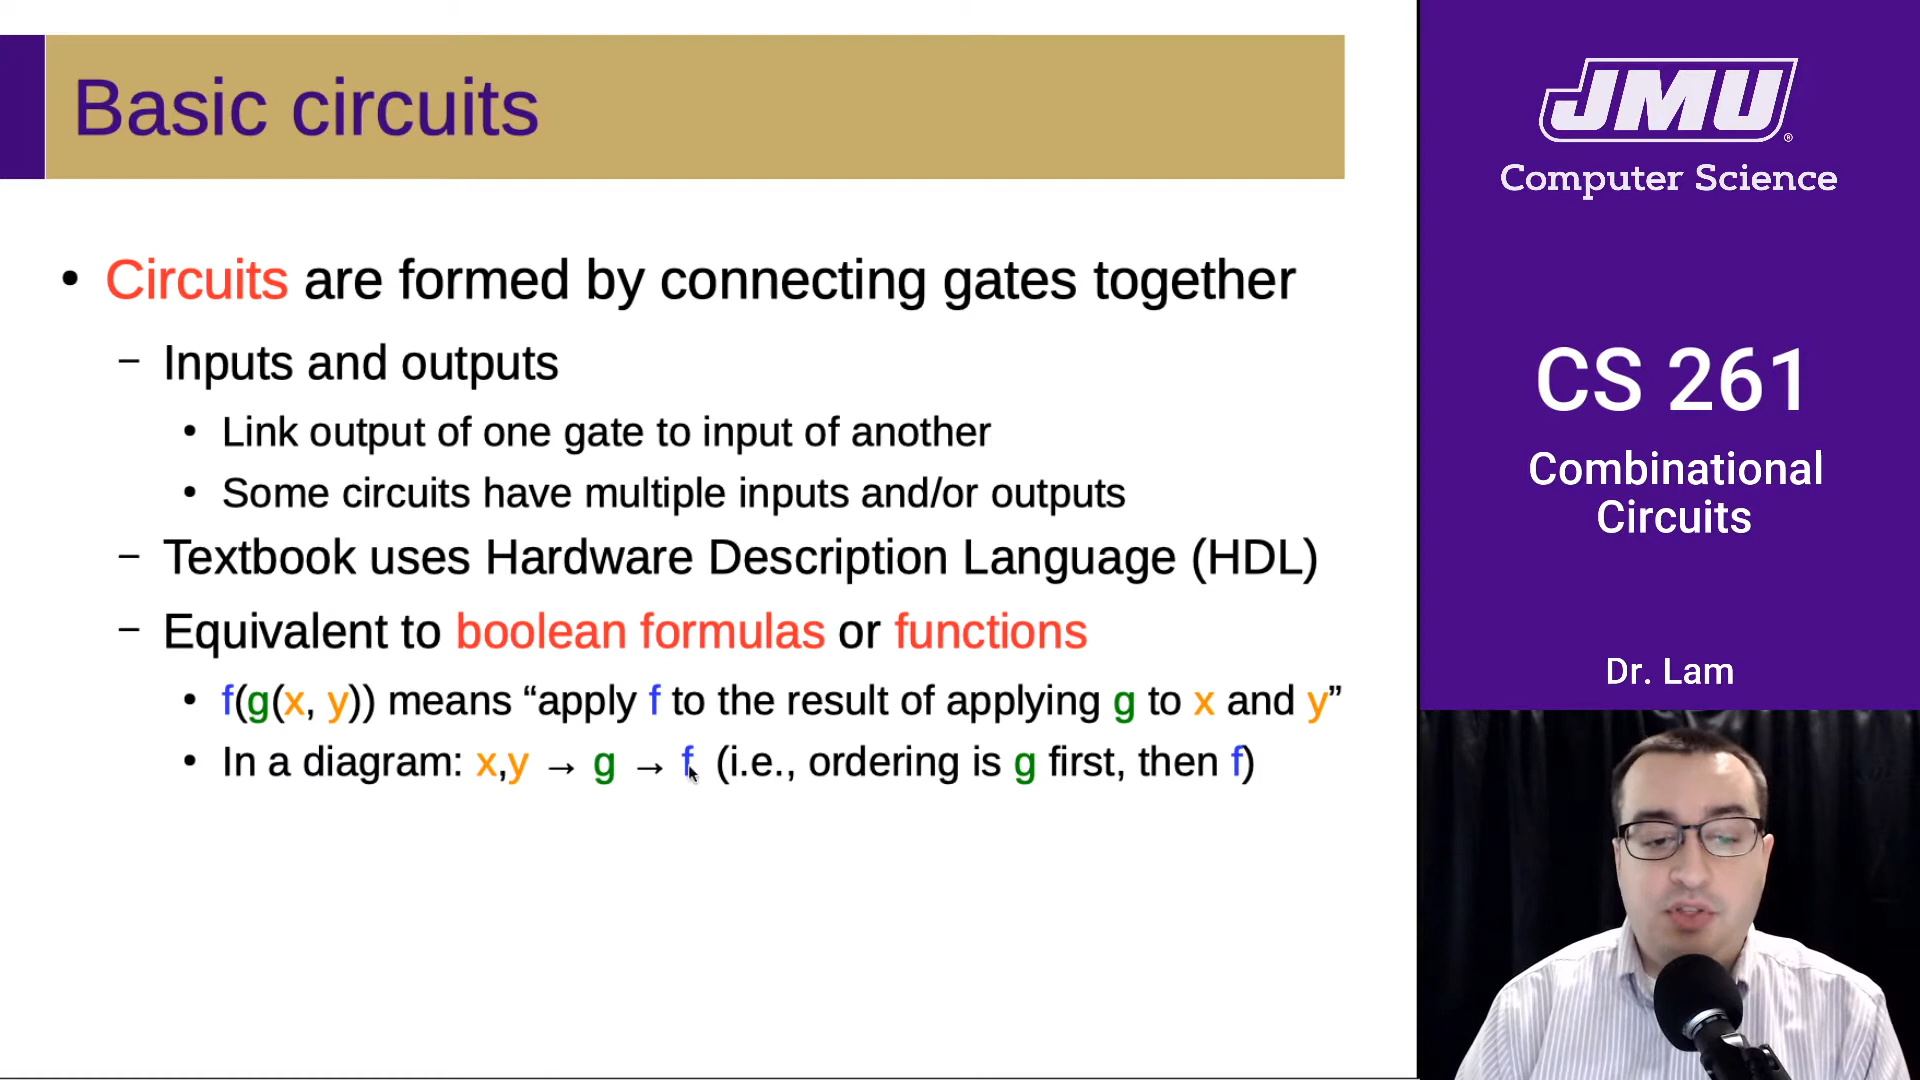 Basic circuits
• Circuits are formed by connecting gates together
– Inputs and outputs
• Link output of one gate to input of another
• Some circuits have multiple inputs and/or outputs
– Textbook uses Hardware Description Language (HDL)
– Equivalent to boolean formulas or functions
• f(g(x, y)) means “apply f to the result of applying g to x and y”
• In a diagram: x,y → g → f (i.e., ordering is g first, then f)
JMU®
Computer Science
CS 261
Combinational
Circuits
Dr. Lam